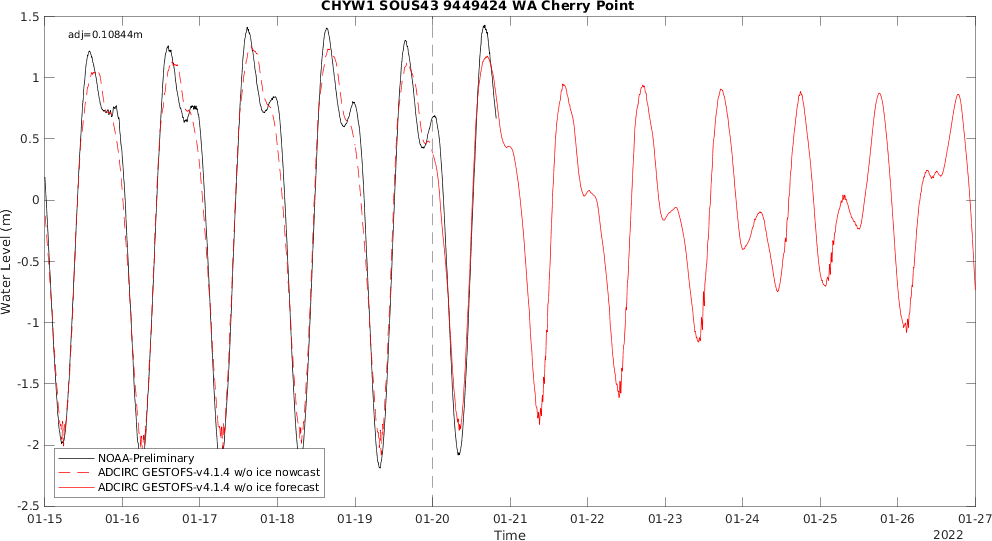 CHYW1 SOUS43 9449424 WA Cherry Point
adj=0.10844m
1.5
1
0.5
0
-0.5
-1
-1.5
-2
-2.5
Water Level (m)
NOAA-Preliminary
ADCIRC GESTOFS-v4.1.4 w/o ice nowcast
ADCIRC GESTOFS-v4.1.4 w/o ice forecast
01-15 01-16 01-17 01-18 01-19 01-20 01-21 01-22 01-23 01-24 01-25 01-26 01-27
Time
2022